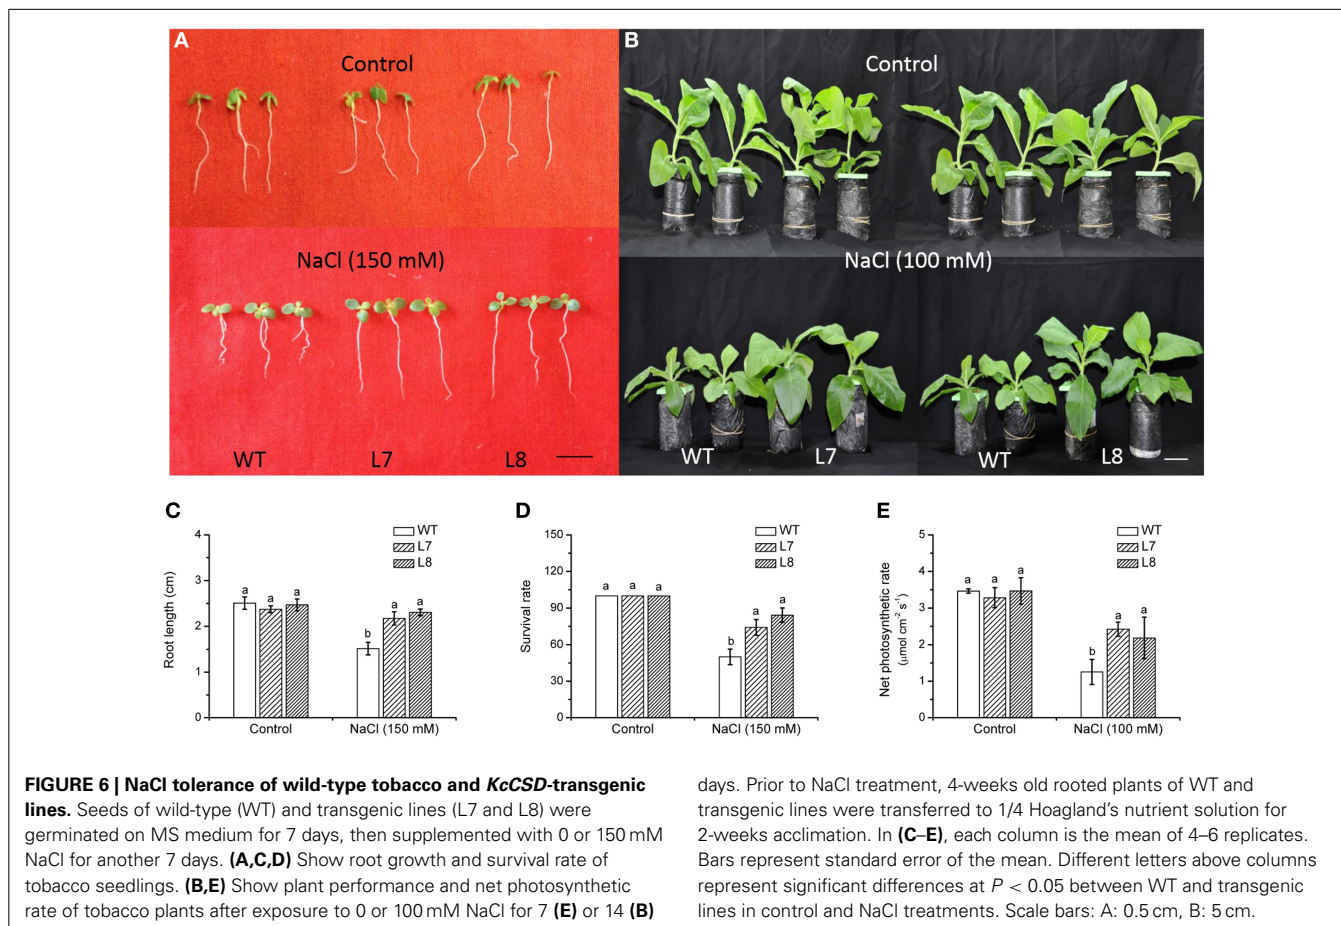 A
Control
B
Control
NaCl (150 mM)
NaCl (100 mM)
WT L7 L8
WT L7 WT L8
C
4
3
2
1
0
Root length (cm)
WT
L7
L8
a a a
b a a
Control NaCl (150 mM)
D
150
120
90
60
30
0
Survival rate
WT
L7
L8
a a a
b a a
Control NaCl (150 mM)
E
5
4
3
2
1
0
Net photosynthetic rate
(μmol cm⁻² s⁻¹)
WT
L7
L8
a a a
b a a
Control NaCl (100 mM)
FIGURE 6 | NaCl tolerance of wild-type tobacco and KcCSD-transgenic
lines. Seeds of wild-type (WT) and transgenic lines (L7 and L8) were
germinated on MS medium for 7 days, then supplemented with 0 or 150 mM
NaCl for another 7 days. (A,C,D) Show root growth and survival rate of
tobacco seedlings. (B,E) Show plant performance and net photosynthetic
rate of tobacco plants after exposure to 0 or 100 mM NaCl for 7 (E) or 14 (B)
days. Prior to NaCl treatment, 4-weeks old rooted plants of WT and
transgenic lines were transferred to 1/4 Hoagland's nutrient solution for
2-weeks acclimation. In (C–E), each column is the mean of 4–6 replicates.
Bars represent standard error of the mean. Different letters above columns
represent significant differences at P < 0.05 between WT and transgenic
lines in control and NaCl treatments. Scale bars: A: 0.5 cm, B: 5 cm.